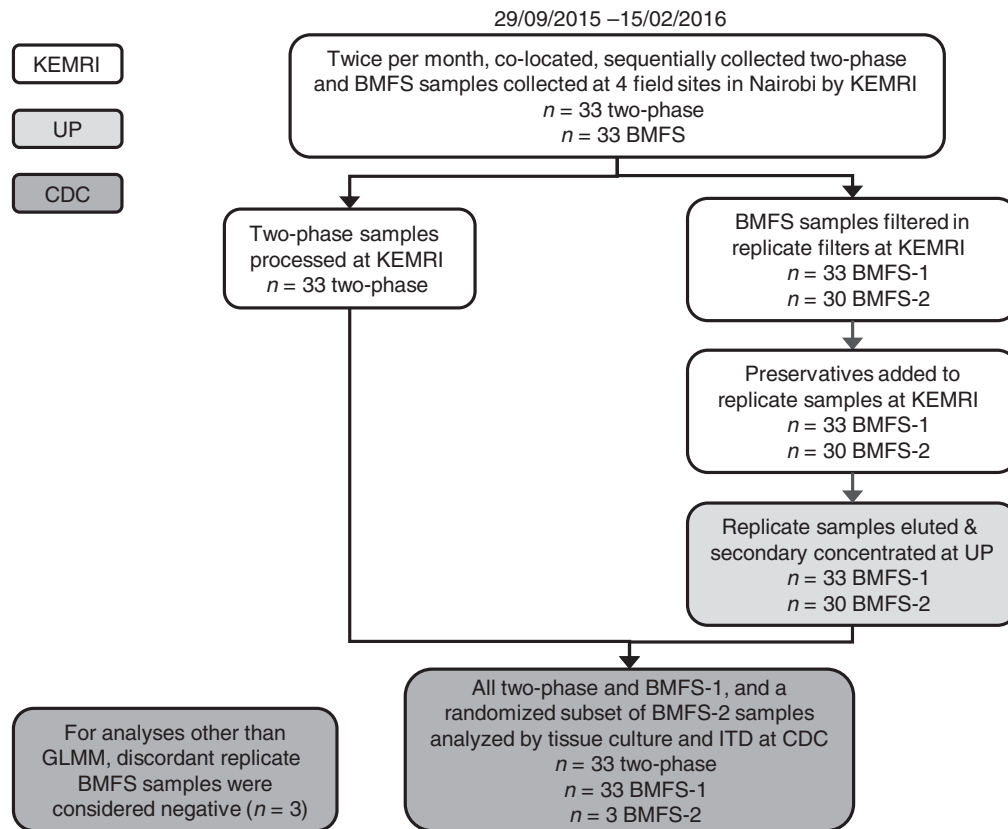 29/09/2015 –15/02/2016
KEMRI
UP
CDC
Twice per month, co-located, sequentially collected two-phase
and BMFS samples collected at 4 field sites in Nairobi by KEMRI
n = 33 two-phase
n = 33 BMFS
Two-phase samples
processed at KEMRI
n = 33 two-phase
BMFS samples filtered in
replicate filters at KEMRI
n = 33 BMFS-1
n = 30 BMFS-2
Preservatives added to
replicate samples at KEMRI
n = 33 BMFS-1
n = 30 BMFS-2
Replicate samples eluted &
secondary concentrated at UP
n = 33 BMFS-1
n = 30 BMFS-2
All two-phase and BMFS-1, and a
randomized subset of BMFS-2 samples
analyzed by tissue culture and ITD at CDC
n = 33 two-phase
n = 33 BMFS-1
n = 3 BMFS-2
For analyses other than
GLMM, discordant replicate
BMFS samples were
considered negative (n = 3)